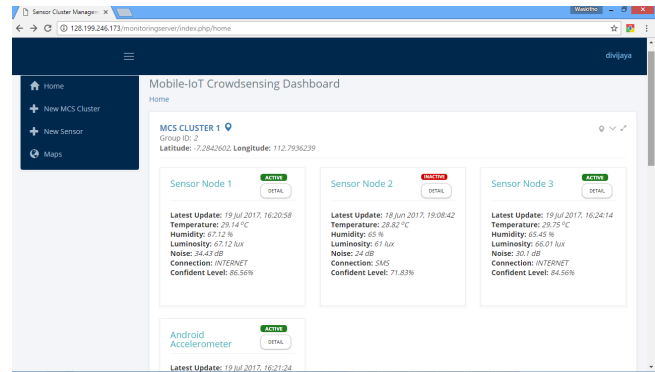 Sensor Cluster Managem
Waskitho
128.199.246.173/monitoringserver/index.php/home
divijaya
Home
New MCS Cluster
New Sensor
Maps
Mobile-IoT Crowdsensing Dashboard
Home
MCS CLUSTER 1
Group ID: 2
Latitude: -7.2842602, Longitude: 112.7936239
Sensor Node 1
ACTIVE
DETAIL
Latest Update: 19 Jul 2017, 16:20:58
Temperature: 29.14 °C
Humidity: 67.12 %
Luminosity: 67.12 lux
Noise: 34.43 dB
Connection: INTERNET
Confident Level: 86.56%
Sensor Node 2
INACTIVE
DETAIL
Latest Update: 18 Jun 2017, 19:08:42
Temperature: 28.82 °C
Humidity: 65 %
Luminosity: 61 lux
Noise: 24 dB
Connection: SMS
Confident Level: 71.83%
Sensor Node 3
ACTIVE
DETAIL
Latest Update: 19 Jul 2017, 16:24:14
Temperature: 29.75 °C
Humidity: 65.45 %
Luminosity: 66.01 lux
Noise: 30.1 dB
Connection: INTERNET
Confident Level: 84.56%
Android
Accelerometer
ACTIVE
DETAIL
Latest Update: 19 Jul 2017, 16:21:24